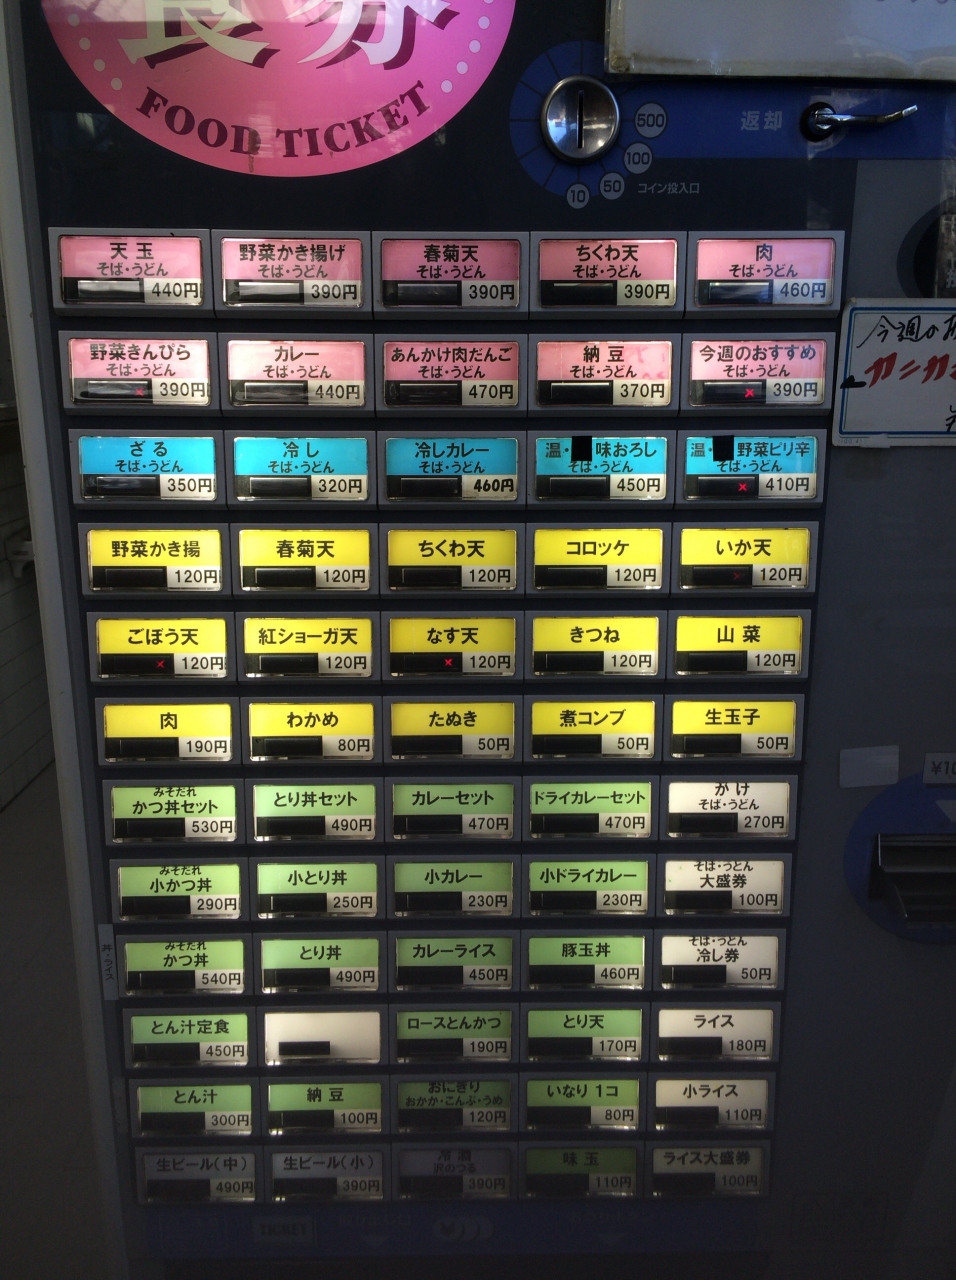 食券
FOOD TICKET
500
100
50
10
コイン投入口
返却
天玉
そば・うどん
440円
野菜かき揚げ
そば・うどん
390円
春菊天
そば・うどん
390円
ちくわ天
そば・うどん
390円
肉
そば・うどん
460円
野菜きんぴら
そば・うどん
390円
カレー
そば・うどん
440円
あんかけ肉だんご
そば・うどん
470円
納豆
そば・うどん
370円
今週のおすすめ
そば・うどん
390円
今週の
ざる
そば・うどん
350円
冷し
そば・うどん
320円
冷しカレー
そば・うどん
460円
温・ 味おろし
そば・うどん
450円
温・ 野菜ピリ辛
そば・うどん
410円
野菜かき揚
120円
春菊天
120円
ちくわ天
120円
コロッケ
120円
いか天
120円
ごぼう天
120円
紅ショーガ天
120円
なす天
120円
きつね
120円
山菜
120円
肉
190円
わかめ
80円
たぬき
50円
煮コンブ
50円
生玉子
50円
みそだれ
かつ丼セット
530円
とり丼セット
490円
カレーセット
470円
ドライカレーセット
470円
かけ
そば・うどん
270円
みそだれ
小かつ丼
290円
小とり丼
250円
小カレー
230円
小ドライカレー
230円
そば・うどん
大盛券
100円
丼・ライス
みそだれ
かつ丼
540円
とり丼
490円
カレーライス
450円
豚玉丼
460円
そば・うどん
冷し券
50円
とん汁定食
450円
ロースとんかつ
190円
とり天
170円
ライス
180円
とん汁
300円
納豆
100円
おにぎり
おかか・こんぶ・うめ
120円
いなり1コ
80円
小ライス
110円
生ビール(中)
490円
生ビール(小)
390円
冷酒
沢のつる
390円
味玉
110円
ライス大盛券
100円
TICKET